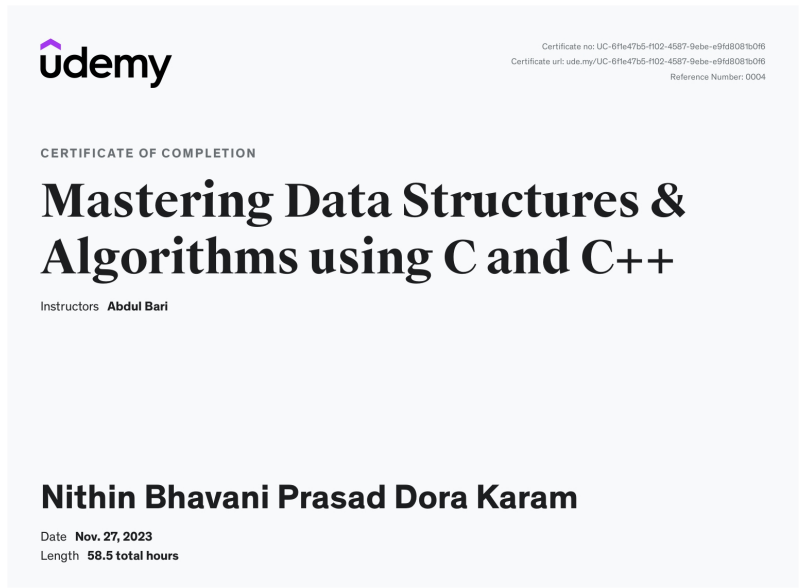 udemy
Certificate no: UC-6f1e47b5-f102-4587-9ebe-e9fd8081b0f6
Certificate url: ude.my/UC-6f1e47b5-f102-4587-9ebe-e9fd8081b0f6
Reference Number: 0004
CERTIFICATE OF COMPLETION
Mastering Data Structures &
Algorithms using C and C++
Instructors Abdul Bari
Nithin Bhavani Prasad Dora Karam
Date Nov. 27, 2023
Length 58.5 total hours